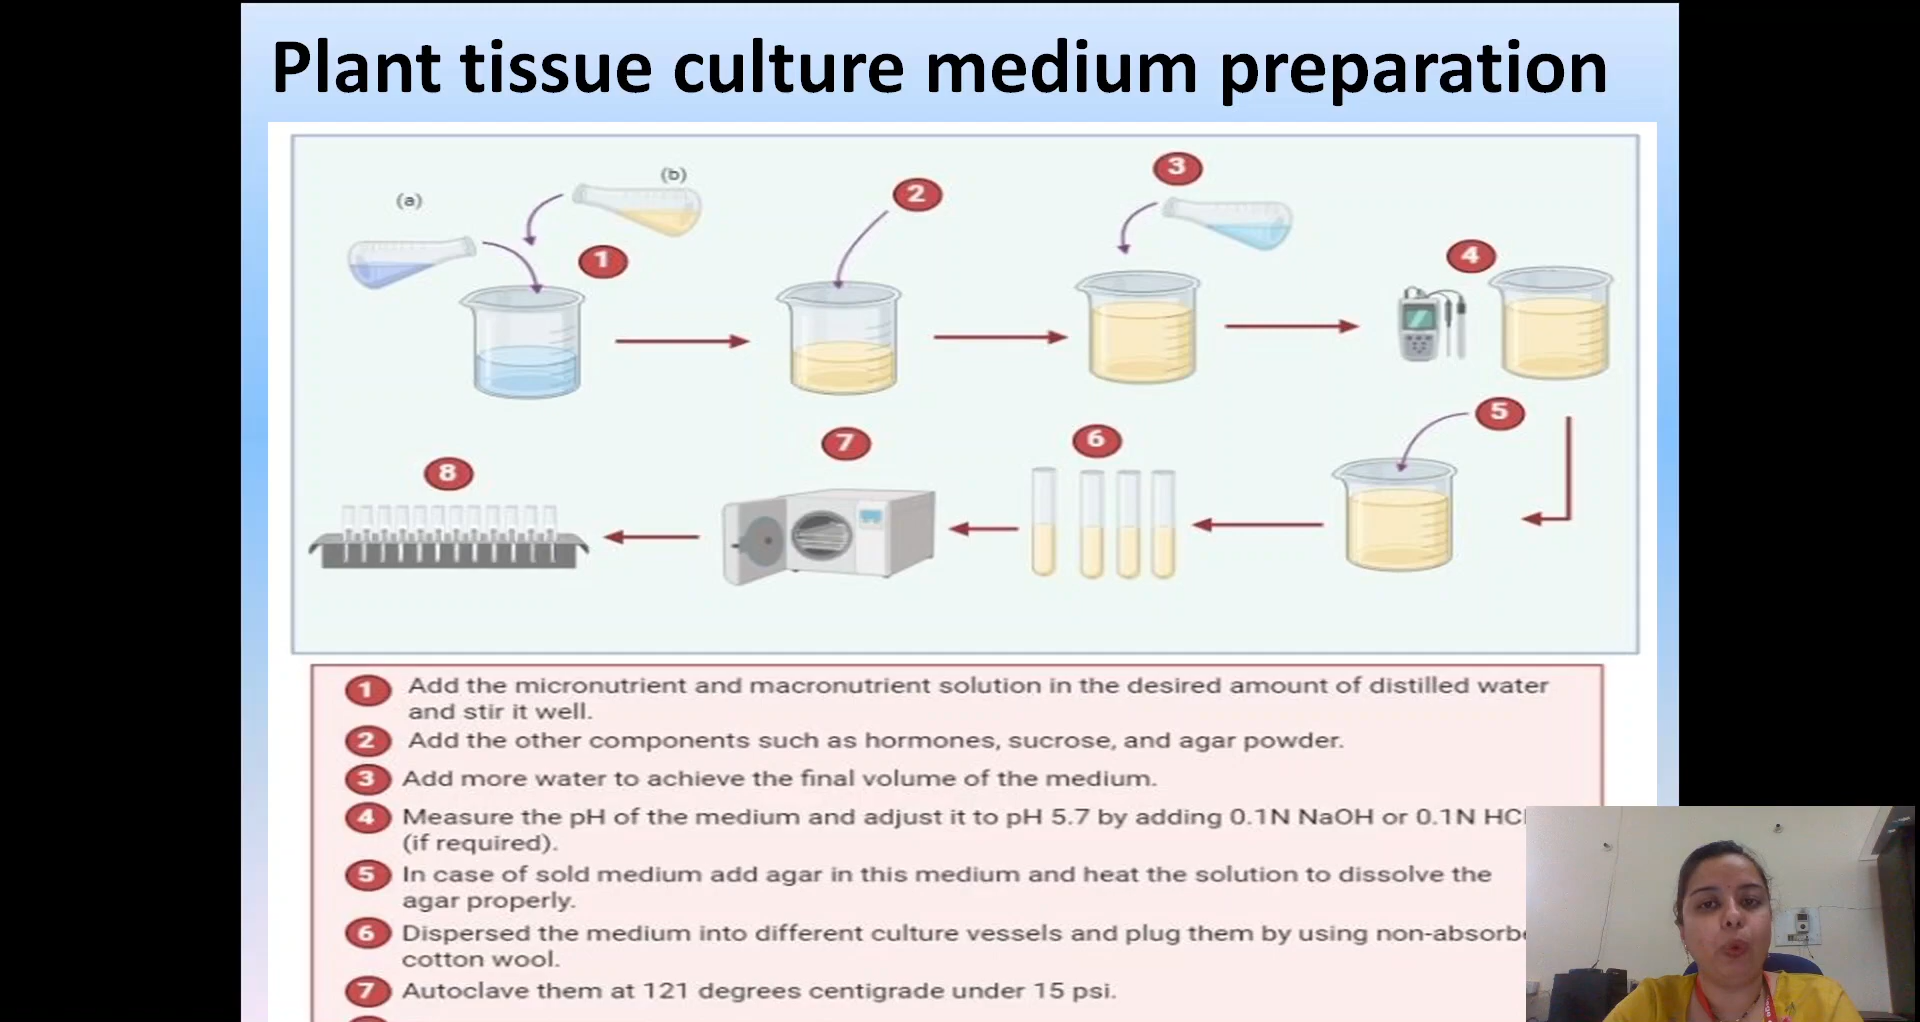 Plant tissue culture medium preparation
(a)
(b)
1
2
3
4
5
6
7
8
1 Add the micronutrient and macronutrient solution in the desired amount of distilled water
and stir it well.
2 Add the other components such as hormones, sucrose, and agar powder.
3 Add more water to achieve the final volume of the medium.
4 Measure the pH of the medium and adjust it to pH 5.7 by adding 0.1N NaOH or 0.1N HCl
(if required).
5 In case of sold medium add agar in this medium and heat the solution to dissolve the
agar properly.
6 Dispersed the medium into different culture vessels and plug them by using
cotton wool.
7 Autoclave them at 121 degrees centigrade under 15 psi.